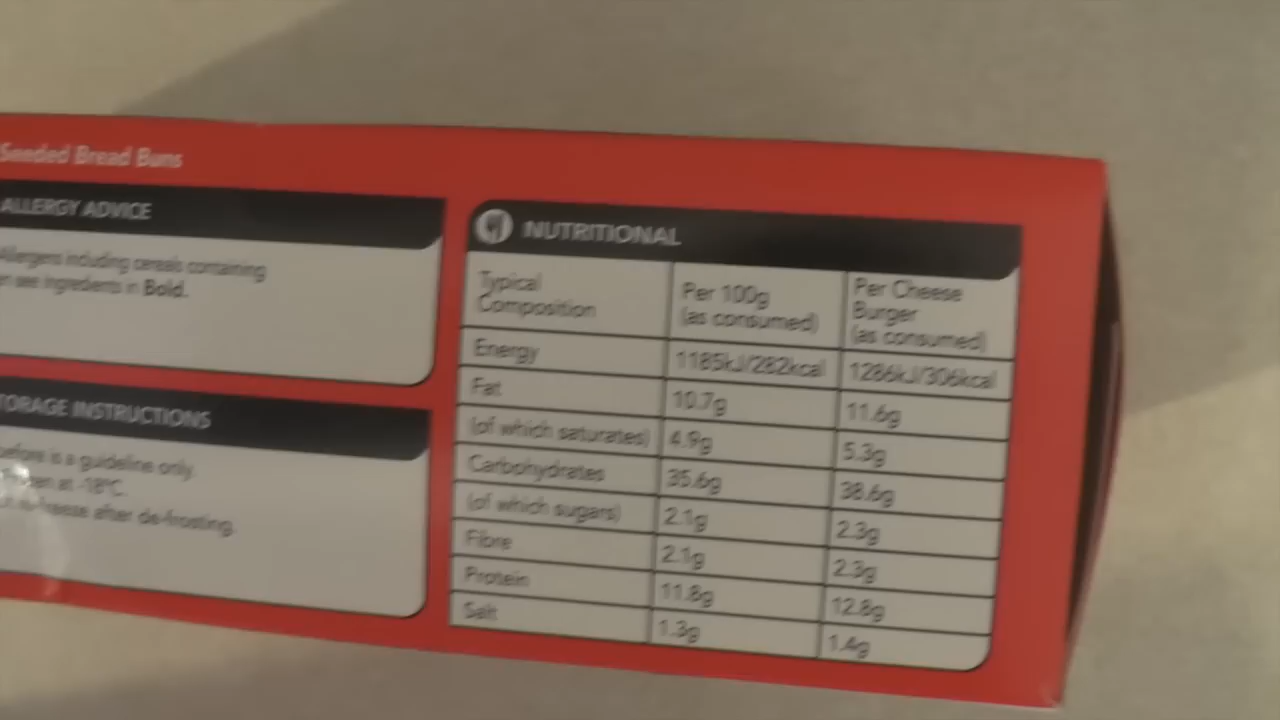 Seeded Bread Buns
ALLERGY ADVICE
Allergens including cereals containing
see ingredients in Bold.
STORAGE INSTRUCTIONS
before is a guideline only.
at -18°C.
re-freeze after de-frosting.
NUTRITIONAL
Typical Composition Per 100g (as consumed) Per Cheese Burger (as consumed)
Energy 1185kJ/282kcal 1286kJ/306kcal
Fat 10.7g 11.6g
(of which saturates) 4.9g 5.3g
Carbohydrates 35.6g 38.6g
(of which sugars) 2.1g 2.3g
Fibre 2.1g 2.3g
Protein 11.8g 12.8g
Salt 1.3g 1.4g